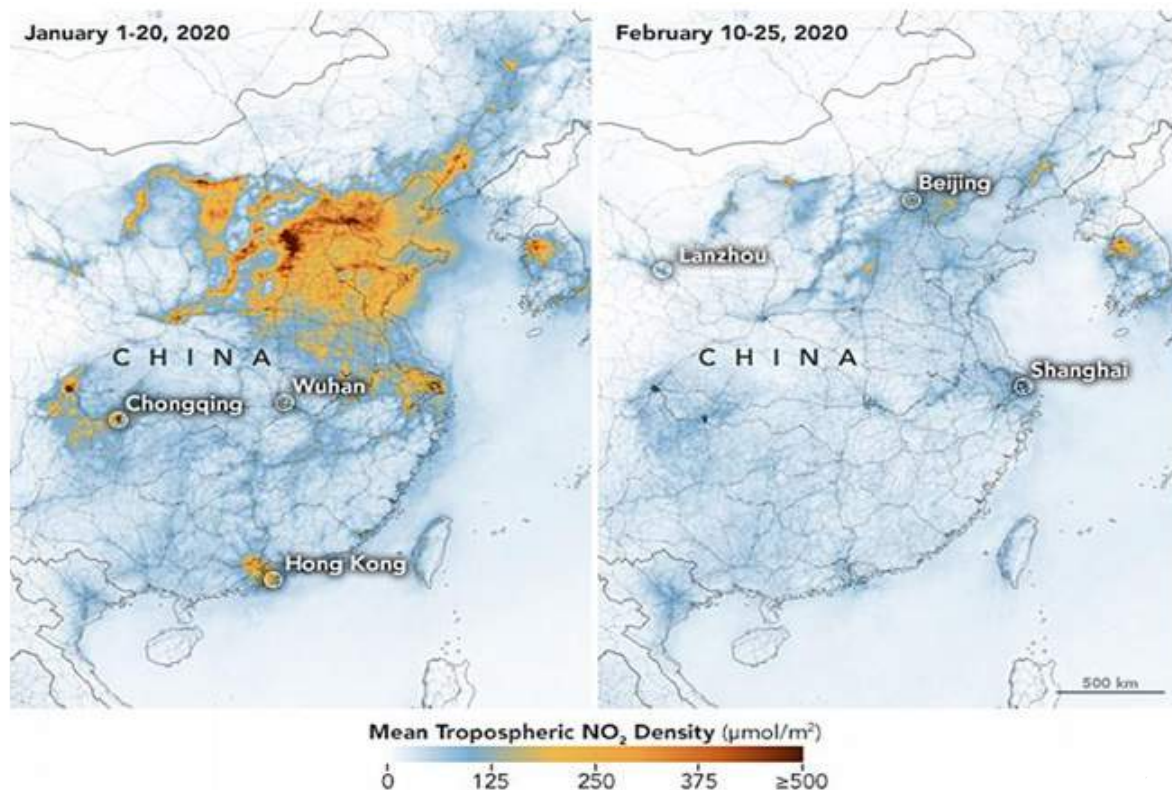 January 1-20, 2020
CHINA
Wuhan
Chongqing
Hong Kong
February 10-25, 2020
Beijing
Lanzhou
CHINA
Shanghai
500 km
Mean Tropospheric NO₂ Density (µmol/m²)
0 125 250 375 ≥500